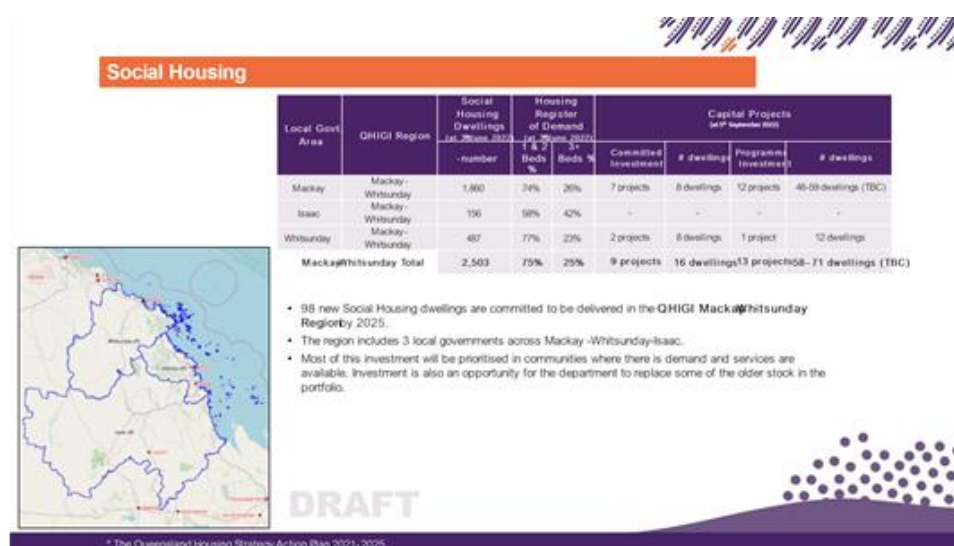 Social Housing
Local Govt. Area
QHIGI Region
Social Housing Dwellings
Housing Register of Demand
Capital Projects
- number
1 & 2 Beds %
3+ Beds %
Committed Investment
# dwellings
Programme Investment
# dwellings
Mackay Mackay - Whitsunday 1,860 74% 26% 7 projects 8 dwellings 12 projects 46-59 dwellings (TBC)
Isaac Mackay - Whitsunday 156 58% 42% - - - -
Whitsunday Mackay - Whitsunday 487 77% 23% 2 projects 8 dwellings 1 project 12 dwellings
Mackay Whitsunday Total 2,503 75% 25% 9 projects 16 dwellings 13 projects 58– 71 dwellings (TBC)
• 98 new Social Housing dwellings are committed to be delivered in the QHIGI Mackay Whitsunday
Region by 2025.
• The region includes 3 local governments across Mackay -Whitsunday-Isaac.
• Most of this investment will be prioritised in communities where there is demand and services are
available. Investment is also an opportunity for the department to replace some of the older stock in the
portfolio.
DRAFT
* The Queensland Housing Strategy Action Plan 2021-2025